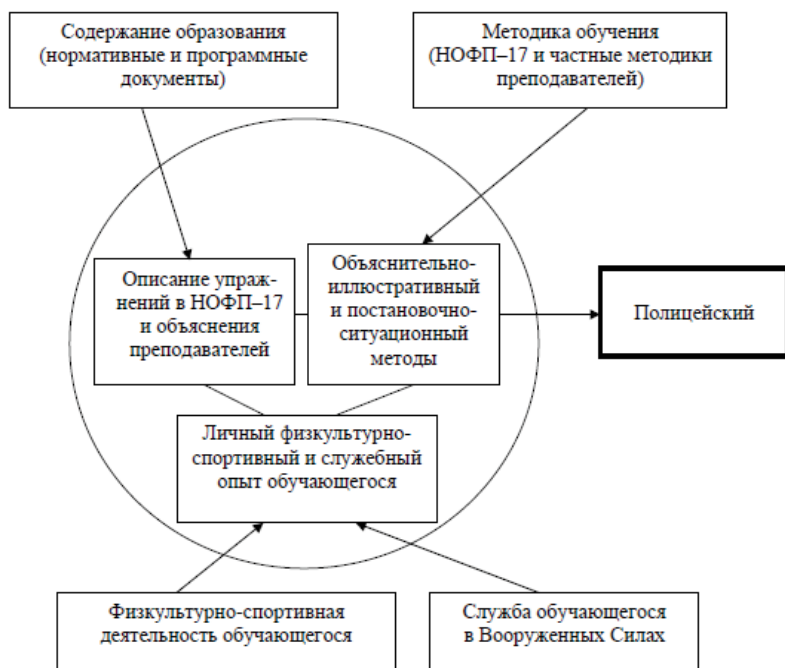 Содержание образования
(нормативные и программные
документы)
Методика обучения
(НОФП–17 и частные методики
преподавателей)
Описание упраж-
нений в НОФП–17
и объяснения
преподавателей
Объяснительно-
иллюстративный
и постановочно-
ситуационный
методы
Полицейский
Личный физкультурно-
спортивный и служебный
опыт обучающегося
Физкультурно-спортивная
деятельность обучающегося
Служба обучающегося
в Вооруженных Силах